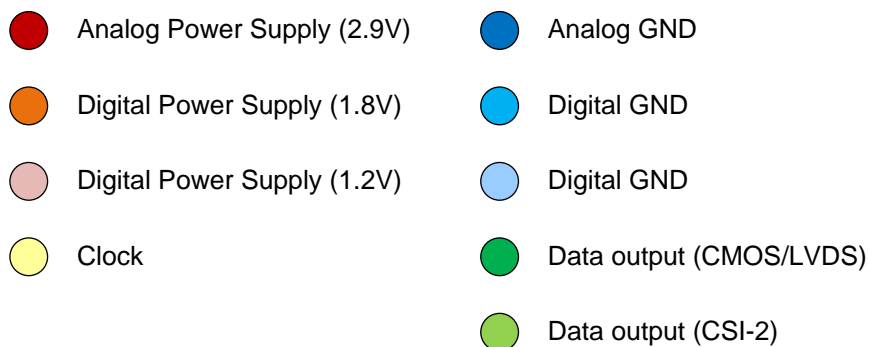 Analog Power Supply (2.9V)
Digital Power Supply (1.8V)
Digital Power Supply (1.2V)
Clock
Analog GND
Digital GND
Digital GND
Data output (CMOS/LVDS)
Data output (CSI-2)